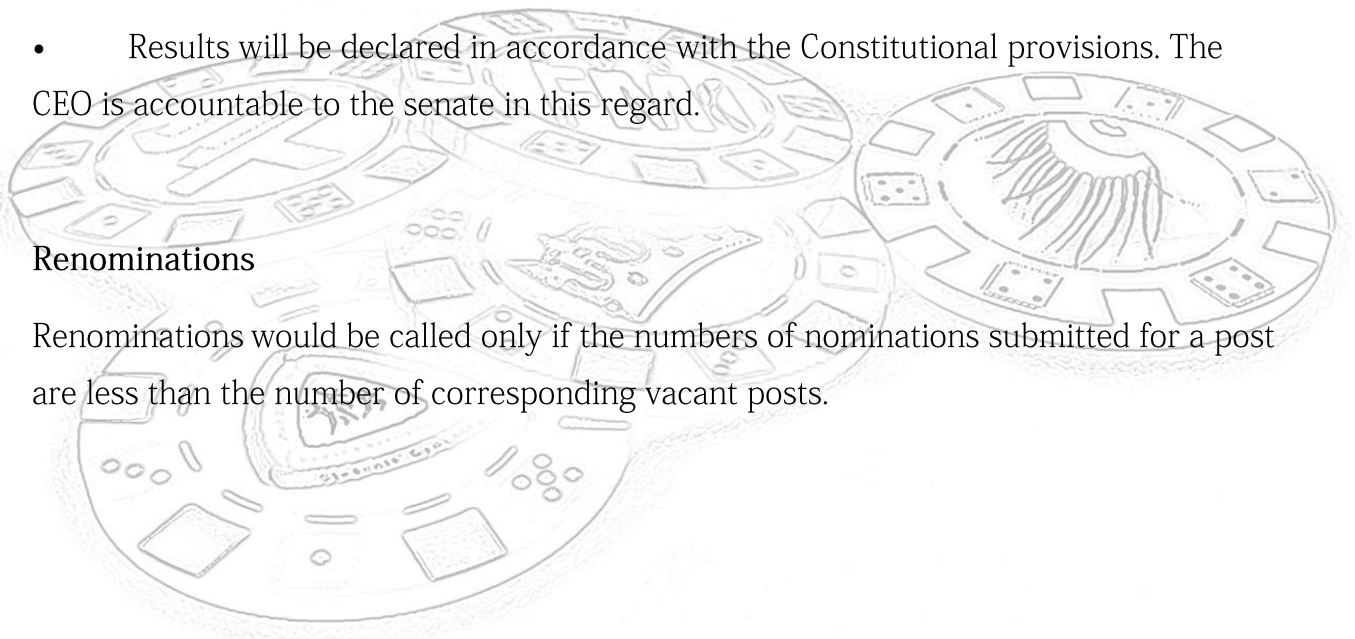 • Results will be declared in accordance with the Constitutional provisions. The
CEO is accountable to the senate in this regard.
Renominations
Renominations would be called only if the numbers of nominations submitted for a post
are less than the number of corresponding vacant posts.